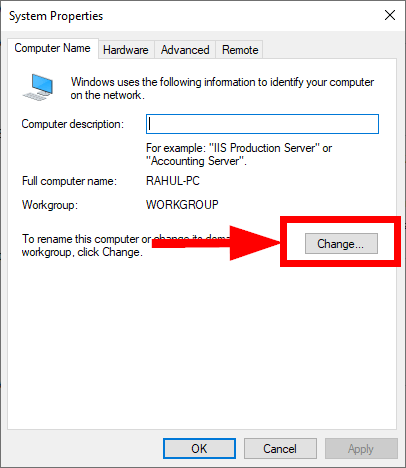 System Properties
Computer Name Hardware Advanced Remote
Windows uses the following information to identify your computer
on the network.
Computer description:
For example: "IIS Production Server" or
"Accounting Server".
Full computer name: RAHUL-PC
Workgroup: WORKGROUP
To rename this computer or change its
workgroup, click Change.
Change...
OK Cancel Apply